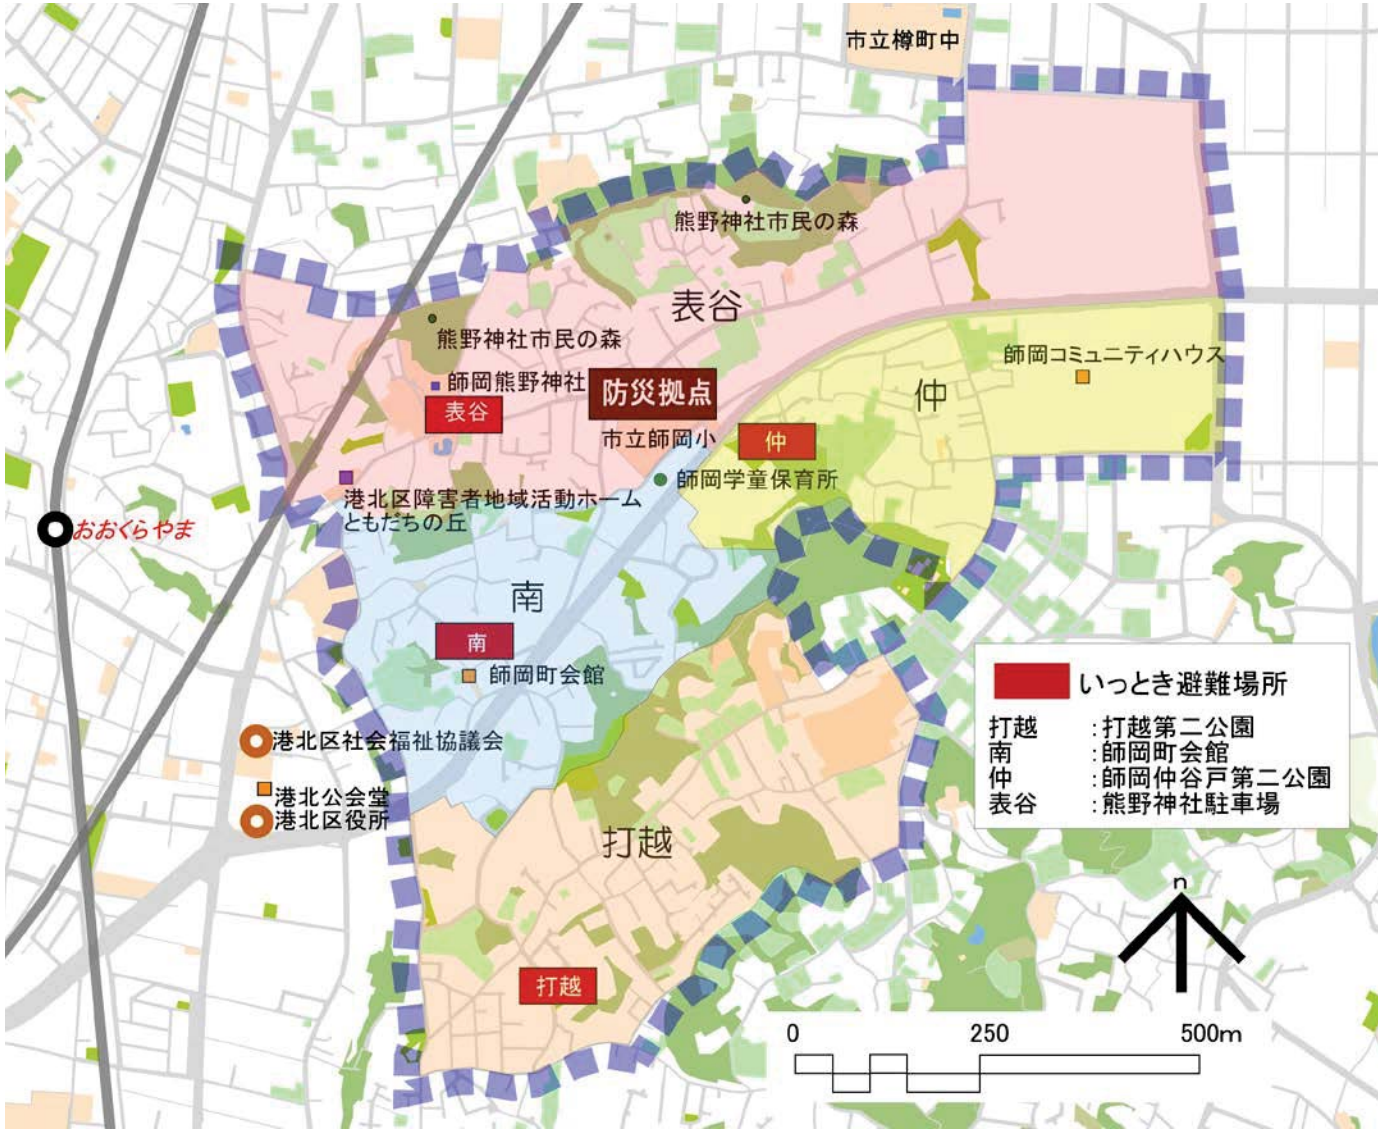 市立樽町中
熊野神社市民の森
表谷
熊野神社市民の森
師岡コミュニティハウス
師岡熊野神社
防災拠点
仲
表谷
市立師岡小
仲
師岡学童保育所
港北区障害者地域活動ホーム
ともだちの丘
おおくらやま
南
南
師岡町会館
いっとき避難場所
打越 :打越第二公園
南 :師岡町会館
仲 :師岡仲谷戸第二公園
表谷 :熊野神社駐車場
港北区社会福祉協議会
港北公会堂
港北区役所
打越
n
打越
0 250 500m